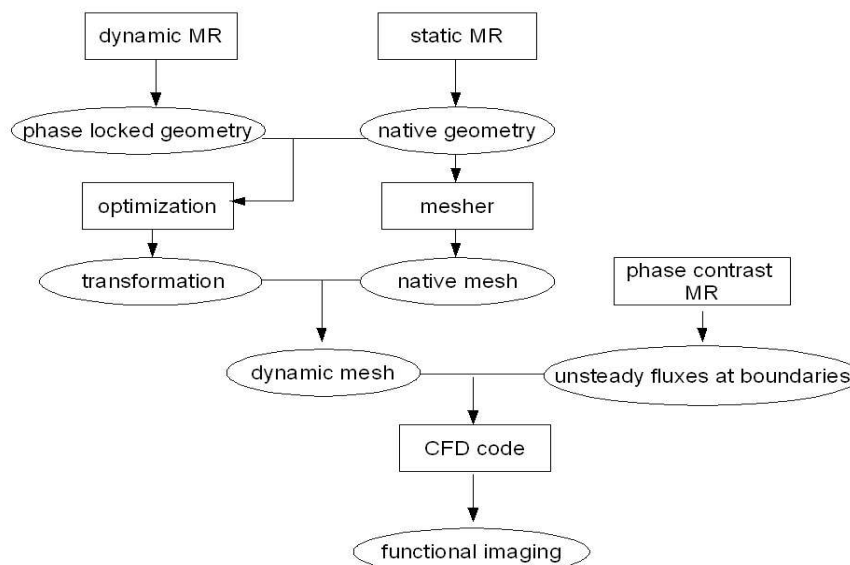 dynamic MR
static MR
phase locked geometry
native geometry
optimization
mesher
transformation
native mesh
phase contrast
MR
dynamic mesh
unsteady fluxes at boundaries
CFD code
functional imaging